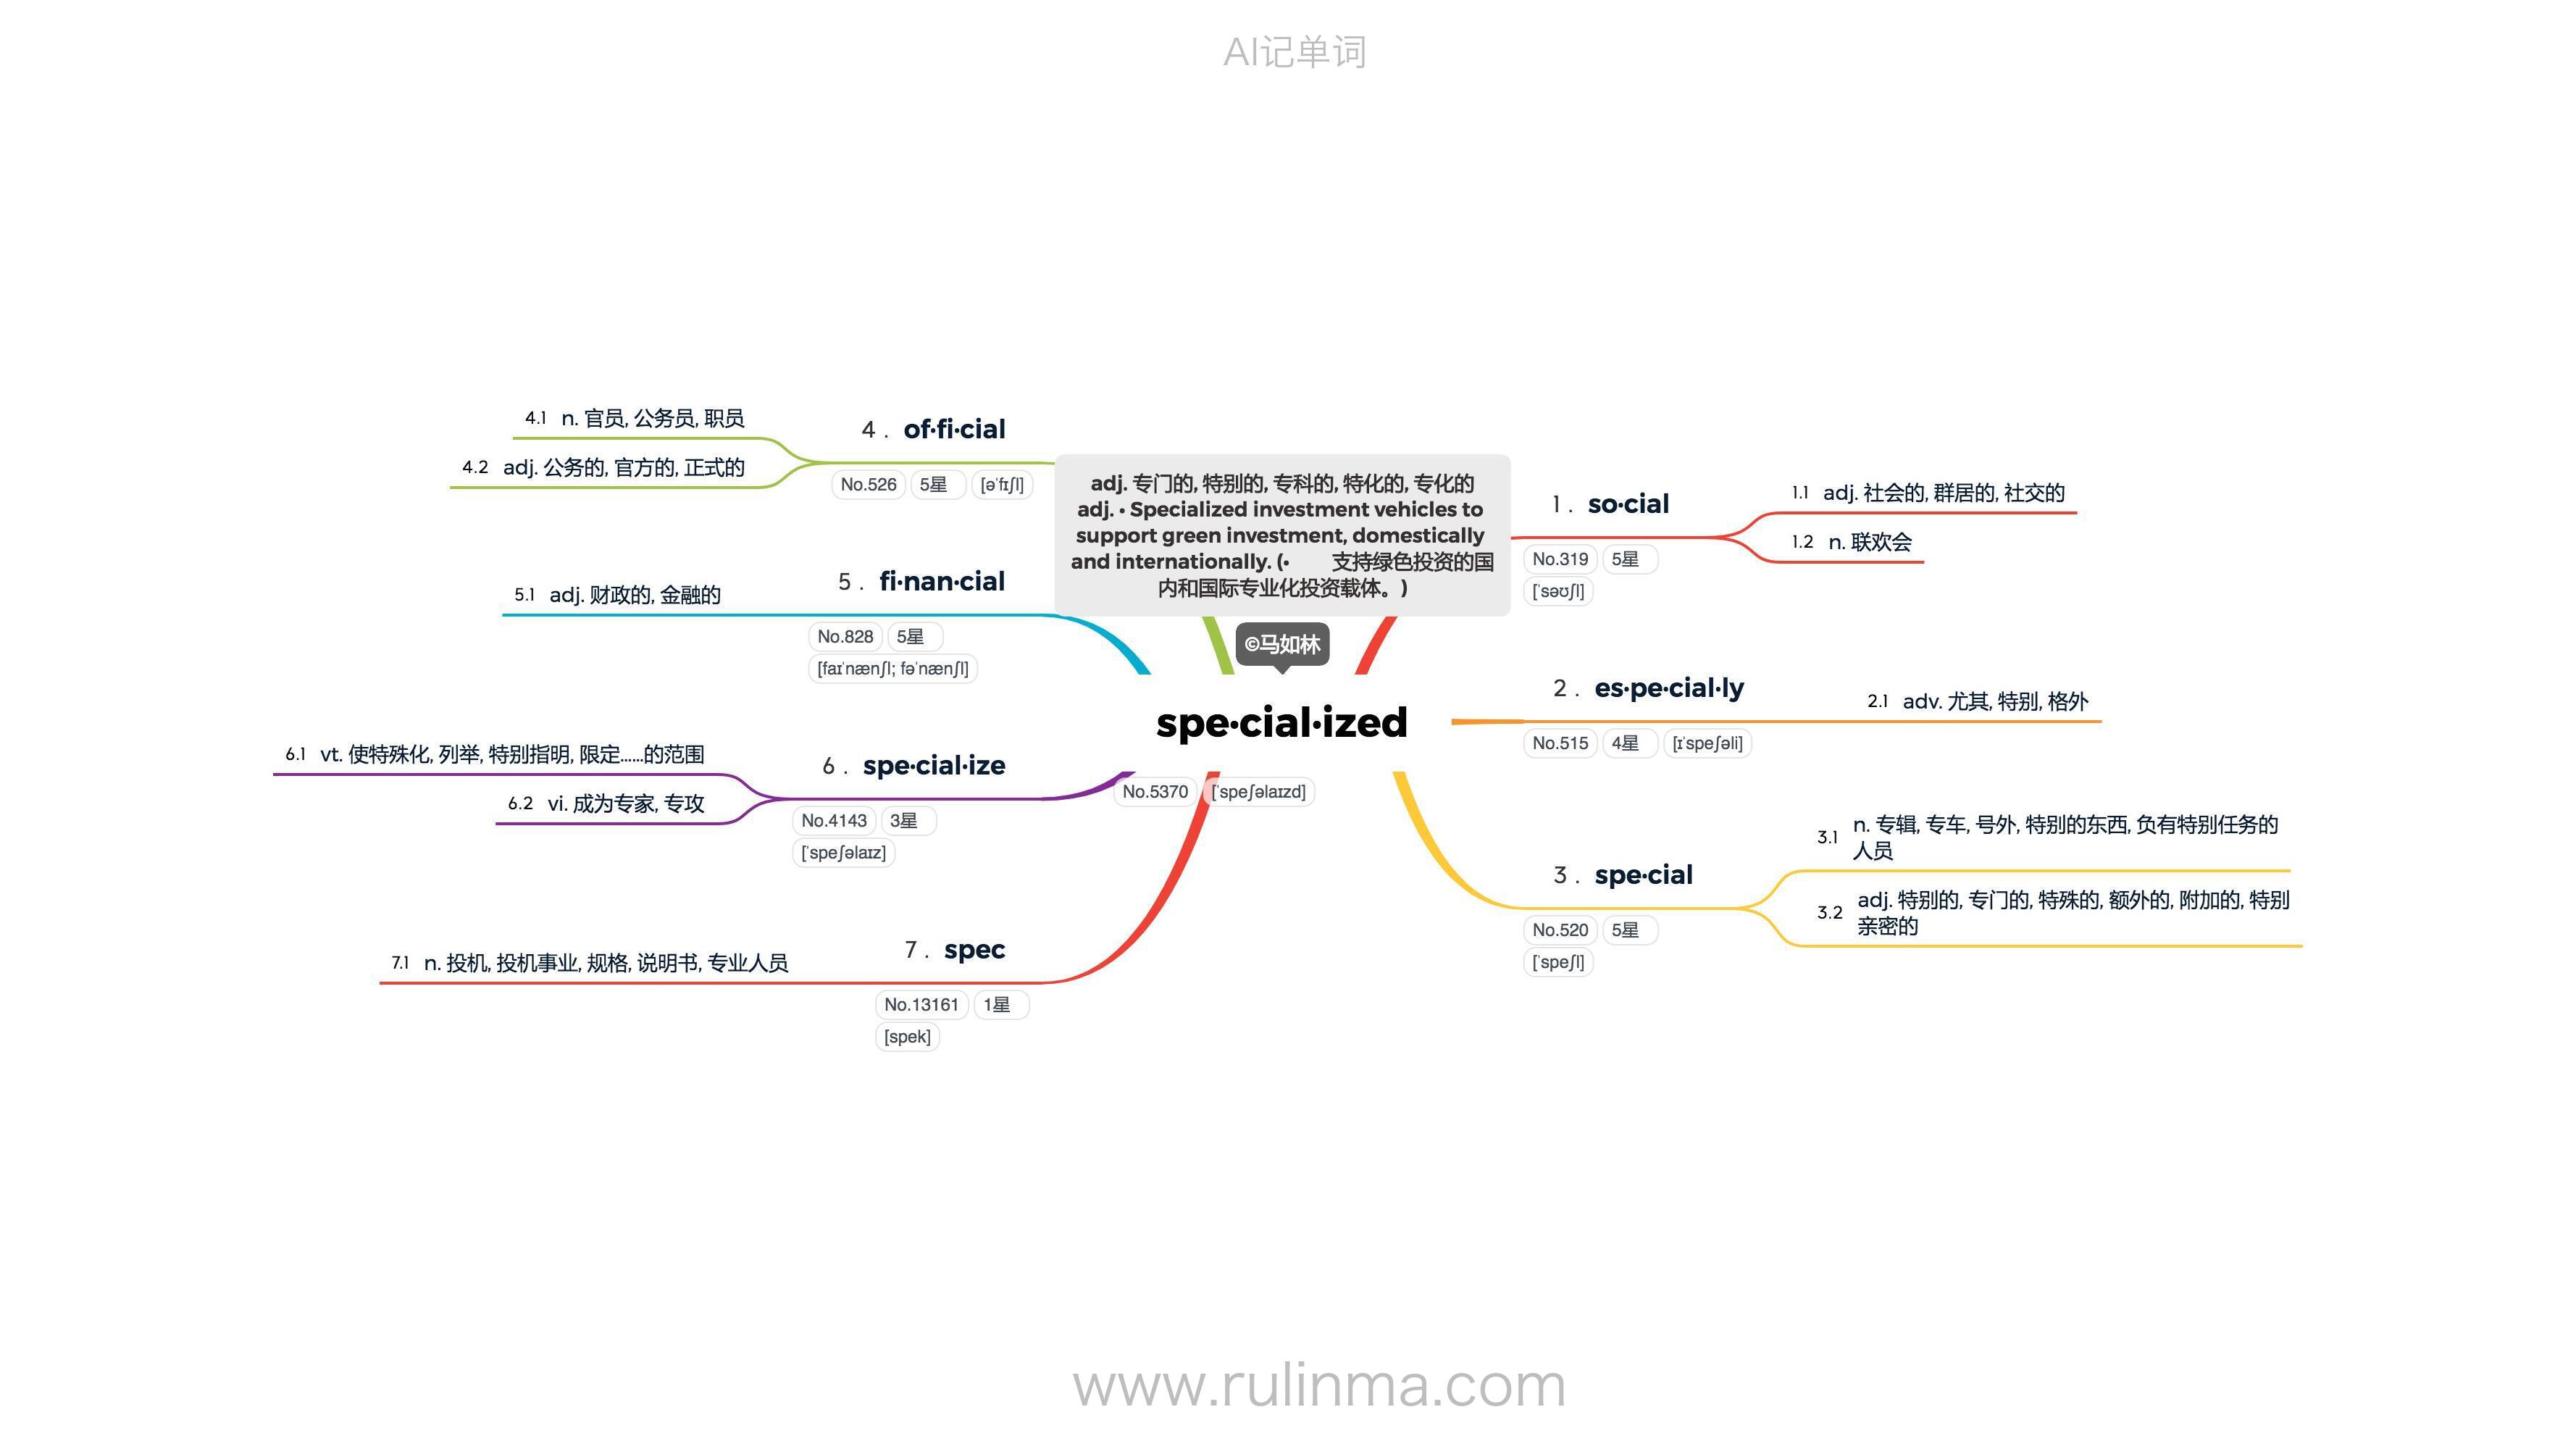 AI记单词
adj. 专门的, 特别的, 专科的, 特化的, 专化的
adj. • Specialized investment vehicles to
support green investment, domestically
and internationally. (• 支持绿色投资的国
内和国际专业化投资载体。)
©马如林
spe·cial·ized
No.5370 [ˈspeʃəlaɪzd]
1 . so·cial
No.319 5星
[ˈsəʊʃl]
1.1 adj. 社会的, 群居的, 社交的
1.2 n. 联欢会
2 . es·pe·cial·ly
No.515 4星 [ɪˈspeʃəli]
2.1 adv. 尤其, 特别, 格外
3 . spe·cial
No.520 5星
[ˈspeʃl]
3.1 n. 专辑, 专车, 号外, 特别的东西, 负有特别任务的
人员
3.2 adj. 特别的, 专门的, 特殊的, 额外的, 附加的, 特别
亲密的
4 . of·fi·cial
No.526 5星 [əˈfɪʃl]
4.1 n. 官员, 公务员, 职员
4.2 adj. 公务的, 官方的, 正式的
5 . fi·nan·cial
No.828 5星
[faɪˈnænʃl; fəˈnænʃl]
5.1 adj. 财政的, 金融的
6 . spe·cial·ize
No.4143 3星
[ˈspeʃəlaɪz]
6.1 vt. 使特殊化, 列举, 特别指明, 限定……的范围
6.2 vi. 成为专家, 专攻
7 . spec
No.13161 1星
[spek]
7.1 n. 投机, 投机事业, 规格, 说明书, 专业人员
www.rulinma.com